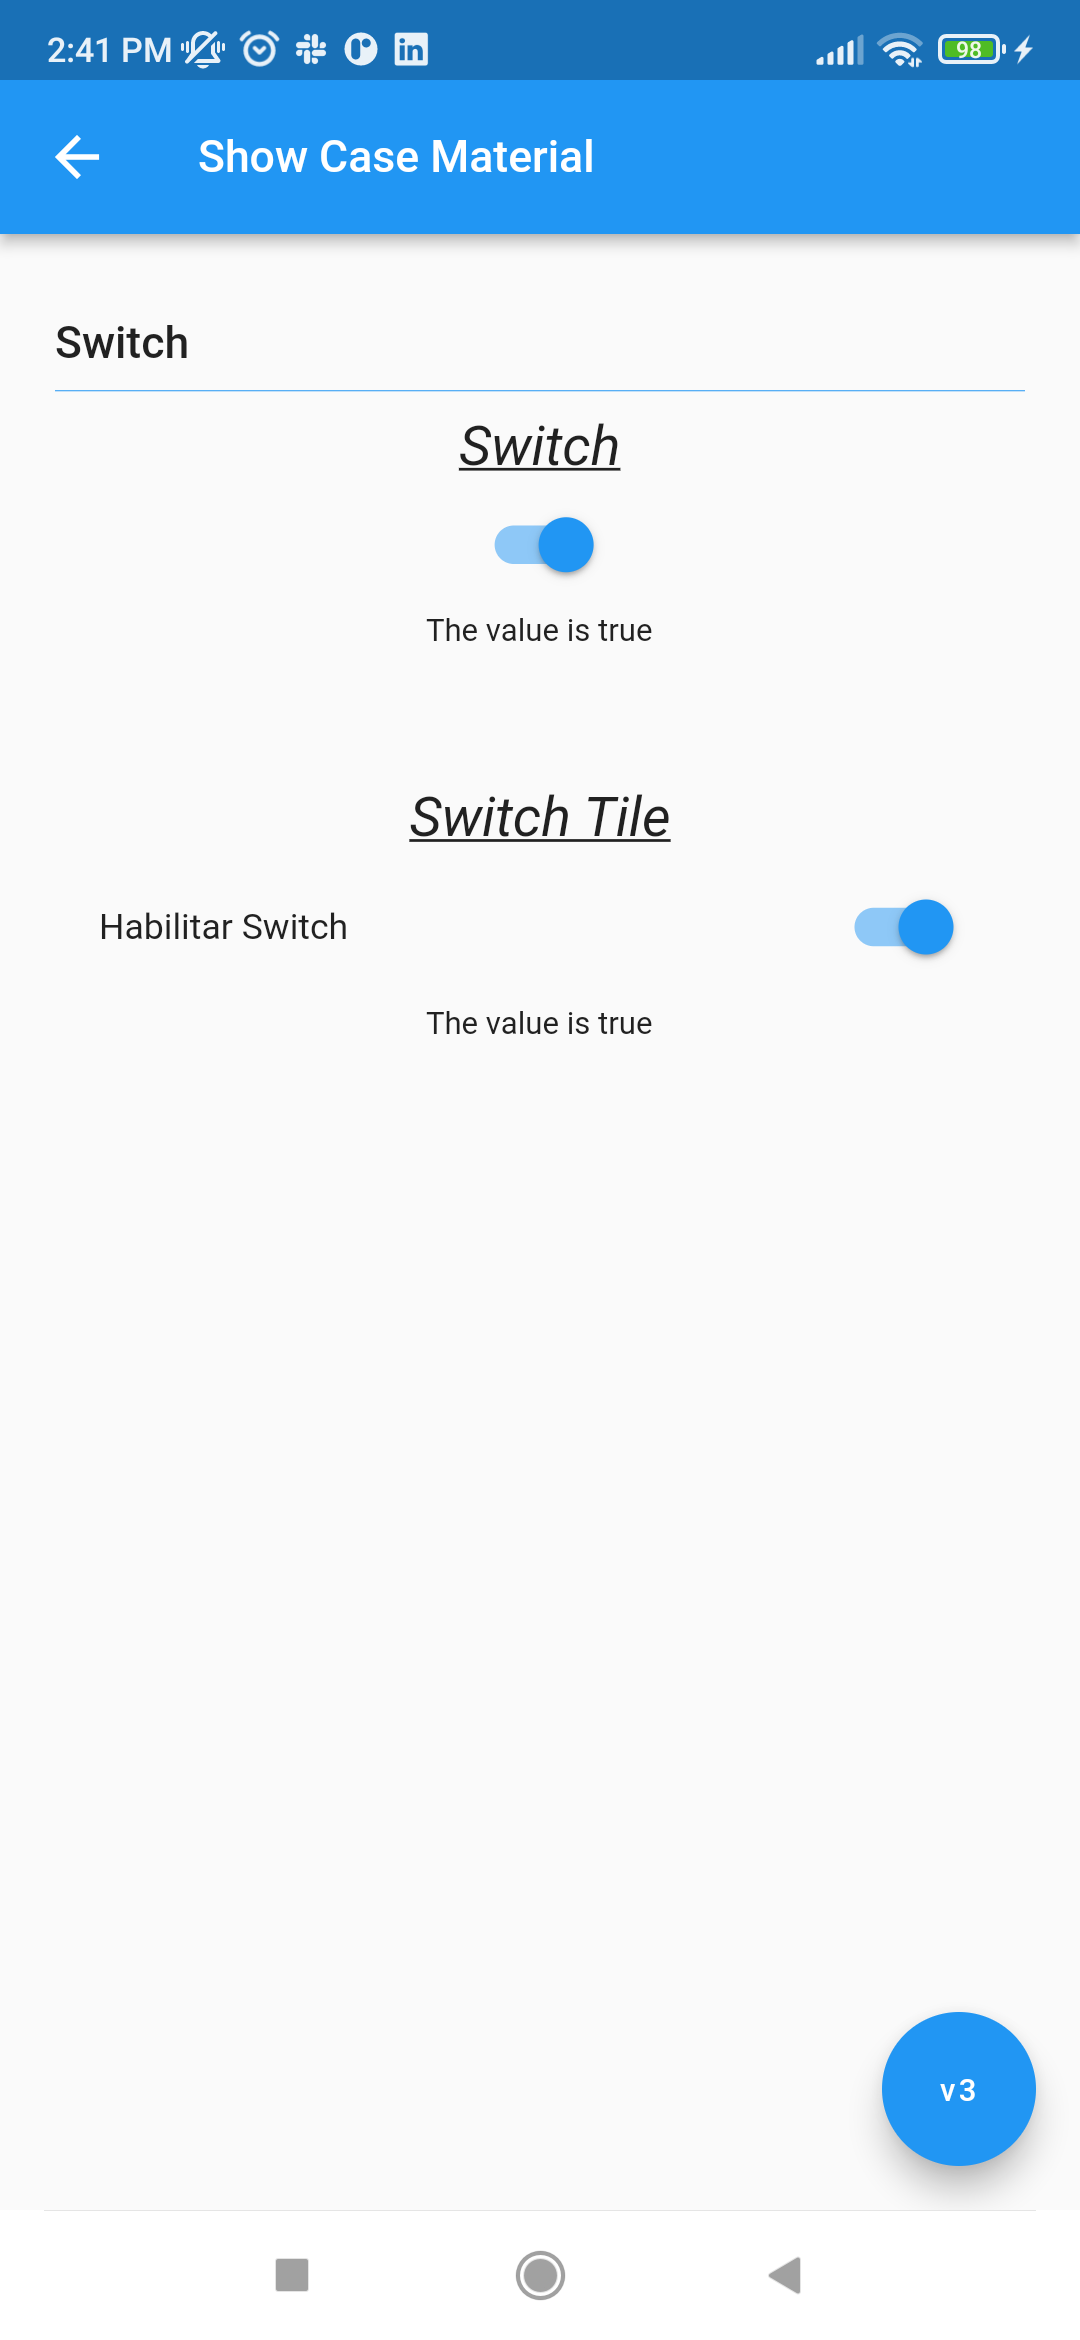 2:41 PM
98
Show Case Material
Switch
Switch
The value is true
Switch Tile
Habilitar Switch
The value is true
v3